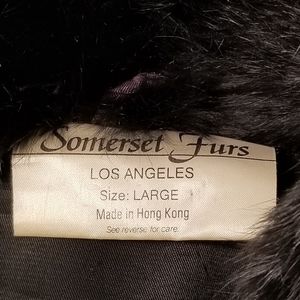 Somerset Furs
LOS ANGELES
Size: LARGE
Made in Hong Kong
See reverse for care.